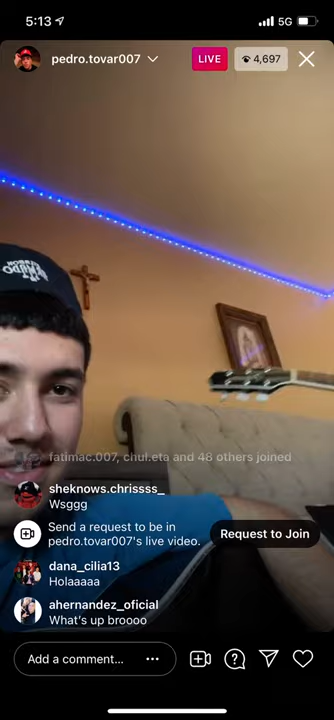 5:13
5G
pedro.tovar007
LIVE
4,697
fatimac.007, chul.eta and 48 others joined
sheknows.chrissss_
Wsggg
Send a request to be in
pedro.tovar007's live video.
Request to Join
dana_cilia13
Holaaaaa
ahernandez_oficial
What's up broooo
Add a comment...